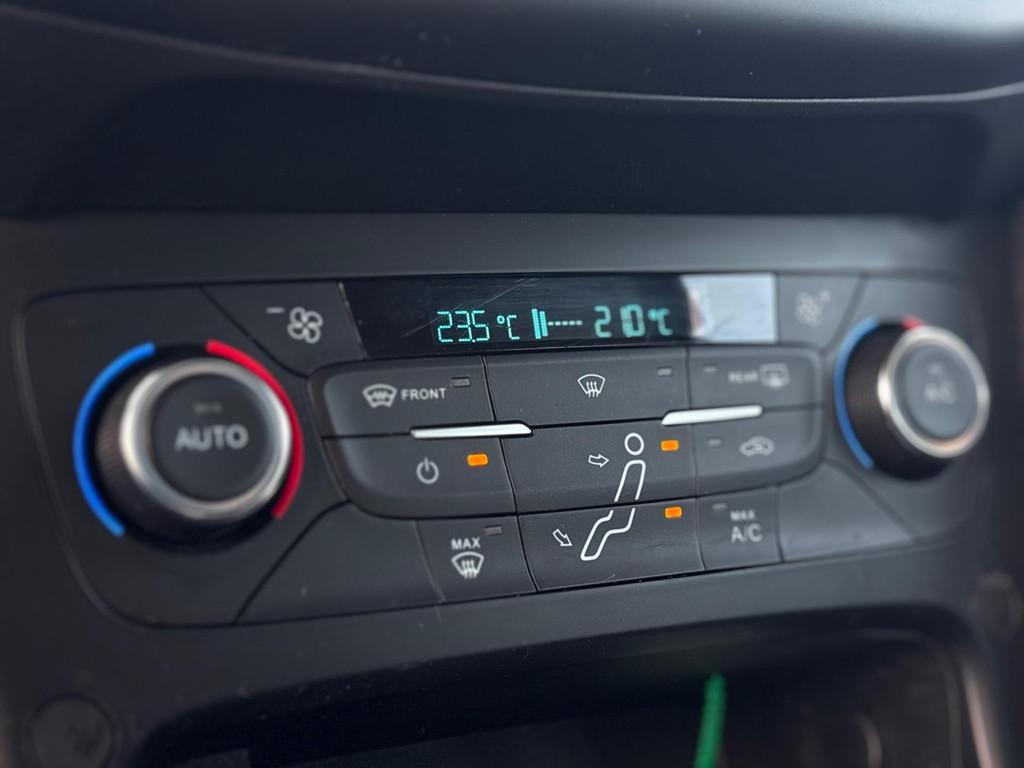 23.5 °C 21.0 °C
FRONT
REAR
AUTO
A/C
MAX
MAX
A/C